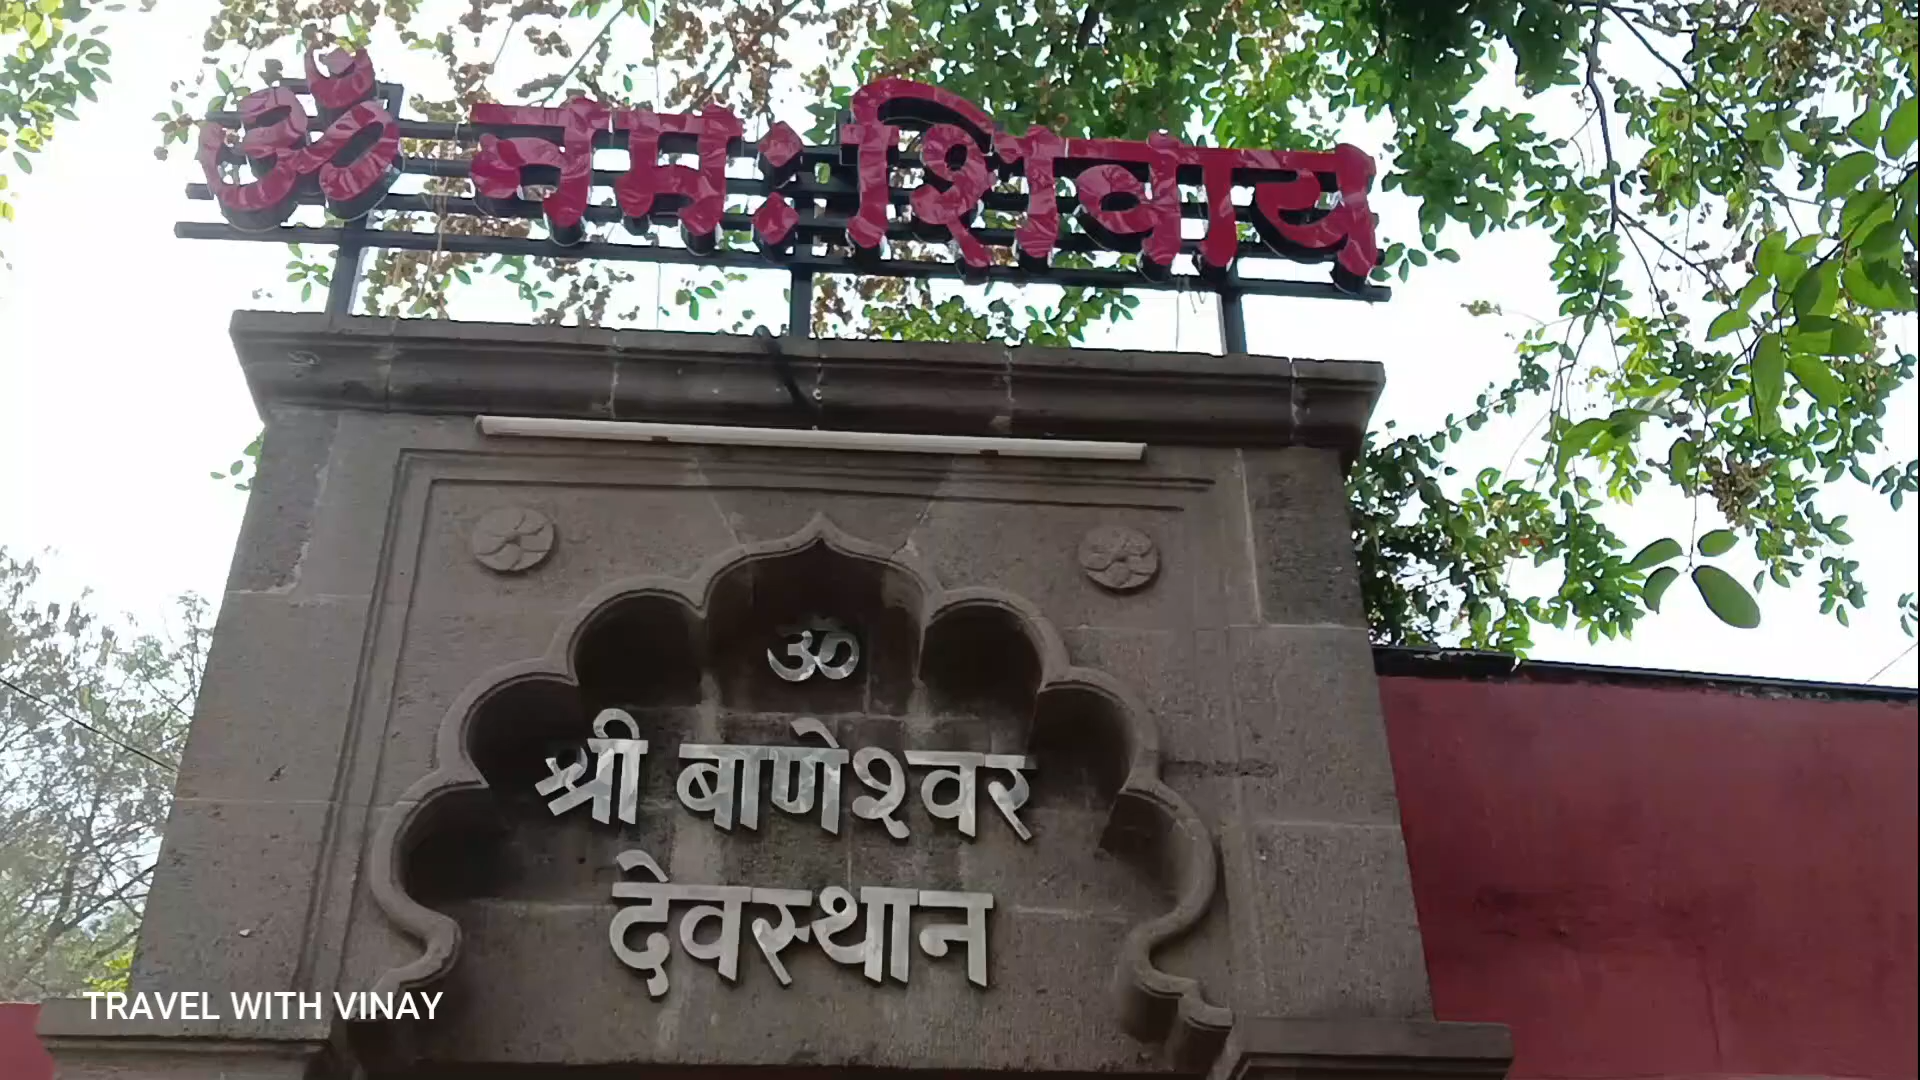 ॐ नमः शिवाय
ॐ
श्री बाणेश्वर
देवस्थान
TRAVEL WITH VINAY